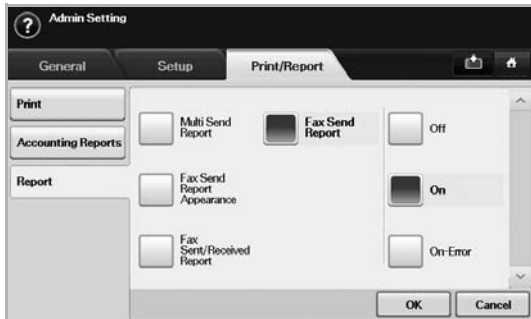 ? Admin Setting
General Setup Print/Report
Print
Accounting Reports
Report
Multi Send
Report
Fax Send
Report
Off
Fax Send
Report
Appearance
On
Fax
Sent/Received
Report
On-Error
OK Cancel